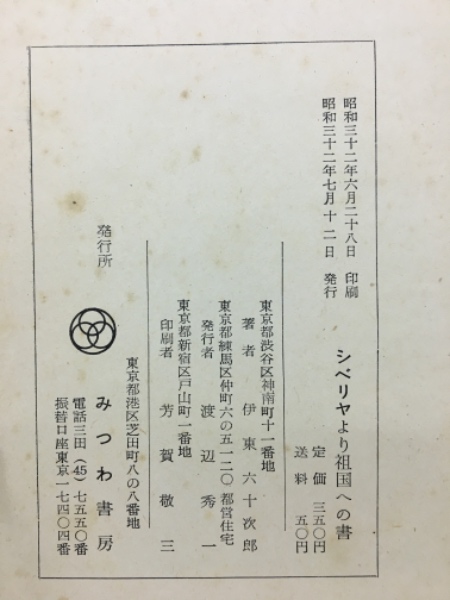 昭和三十二年六月二十八日 印刷
昭和三十二年七月十二日 発行
シベリヤより祖国への書
定価 三五〇円
送料 五〇円
東京都渋谷区神南町十一番地
著者 伊東六十次郎
東京都練馬区仲町六の五一二〇 都営住宅
発行者 渡辺秀一
東京都新宿区戸山町一番地
印刷者 芳賀敬三
発行所
東京都港区芝田町八の八番地
みつわ書房
電話三田(45)七五五〇番
振替口座東京一七四〇四番